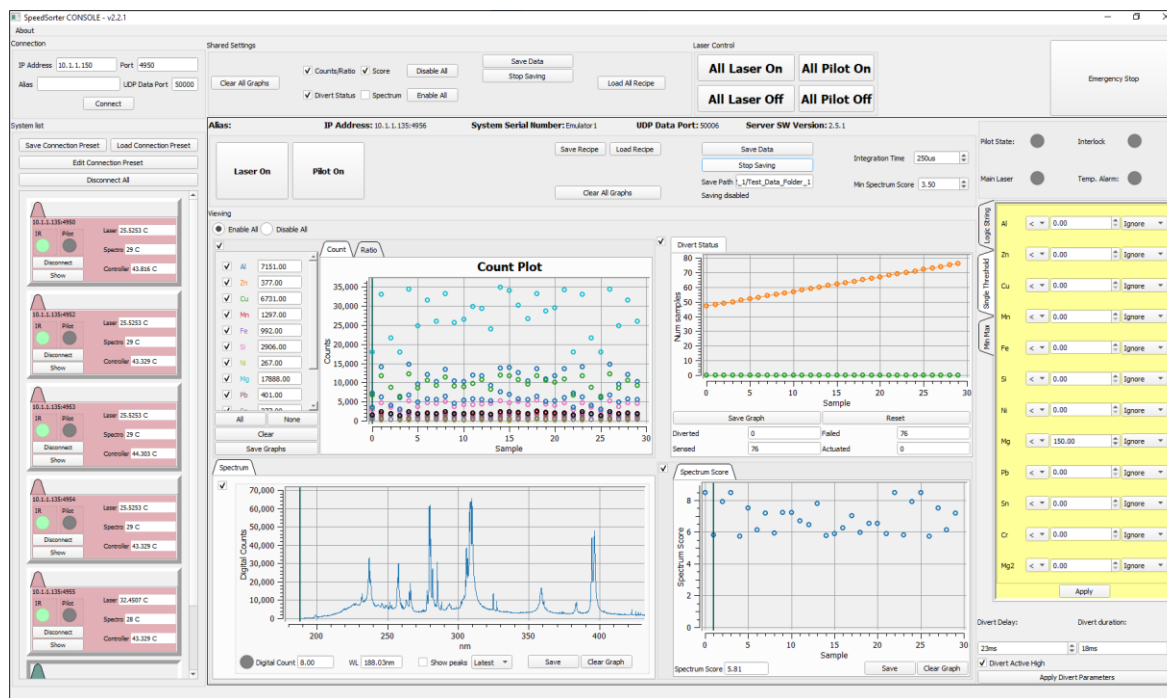 SpeedSorter CONSOLE - v2.2.1
About
Connection
IP Address 10.1.1.150 Port 4950
Alias UDP Data Port 50000
Connect
Shared Settings
Clear All Graphs
Counts/Ratio Score Disable All
Divert Status Spectrum Enable All
Save Data
Stop Saving
Load All Recipe
Laser Control
All Laser On All Pilot On
All Laser Off All Pilot Off
Emergency Stop
System list
Save Connection Preset Load Connection Preset
Edit Connection Preset
Disconnect All
10.1.1.135:4950
IR Pilot
Laser 25.5253 C
Spectro 29 C
Controller 43.816 C
Disconnect
Show
10.1.1.135:4952
IR Pilot
Laser 25.5253 C
Spectro 29 C
Controller 43.329 C
Disconnect
Show
10.1.1.135:4953
IR Pilot
Laser 25.5253 C
Spectro 29 C
Controller 44.303 C
Disconnect
Show
10.1.1.135:4954
IR Pilot
Laser 25.5253 C
Spectro 29 C
Controller 43.329 C
Disconnect
Show
10.1.1.135:4955
IR Pilot
Laser 32.4507 C
Spectro 28 C
Controller 43.329 C
Disconnect
Show
Alias: IP Address: 10.1.1.135:4956 System Serial Number: Emulator 1 UDP Data Port: 50006 Server SW Version: 2.5.1
Laser On Pilot On
Save Recipe Load Recipe
Clear All Graphs
Save Data
Stop Saving
Save Path !_1/Test_Data_Folder_1
Saving disabled
Integration Time 250us
Min Spectrum Score 3.50
Viewing
Enable All Disable All
Al 7151.00
Zn 377.00
Cu 6731.00
Mn 1297.00
Fe 992.00
Si 2906.00
Ni 267.00
Mg 17888.00
Pb 401.00
All None
Clear
Save Graphs
Count Ratio
Count Plot
Counts
35,000
30,000
25,000
20,000
15,000
10,000
5,000
0
0 5 10 15 20 25 30
Sample
Divert Status
Num samples
80
70
60
50
40
30
20
10
0
0 5 10 15 20 25 30
Sample
Save Graph Reset
Diverted 0 Failed 76
Sensed 76 Actuated 0
Spectrum
Digital Counts
70,000
60,000
50,000
40,000
30,000
20,000
10,000
0
200 250 300 350 400
nm
Digital Count 8.00 WL 188.03nm Show peaks Latest Save Clear Graph
Spectrum Score
Spectrum Score
8
6
4
2
0
0 5 10 15 20 25 30
Sample
Spectrum Score 5.81 Save Clear Graph
Pilot State: Interlock
Main Laser Temp. Alarm:
Logic String
Single Threshold
Min Max
Al < 0.00 Ignore
Zn < 0.00 Ignore
Cu < 0.00 Ignore
Mn < 0.00 Ignore
Fe < 0.00 Ignore
Si < 0.00 Ignore
Ni < 0.00 Ignore
Mg < 150.00 Ignore
Pb < 0.00 Ignore
Sn < 0.00 Ignore
Cr < 0.00 Ignore
Mg2 < 0.00 Ignore
Apply
Divert Delay: Divert duration:
23ms 18ms
Divert Active High
Apply Divert Parameters